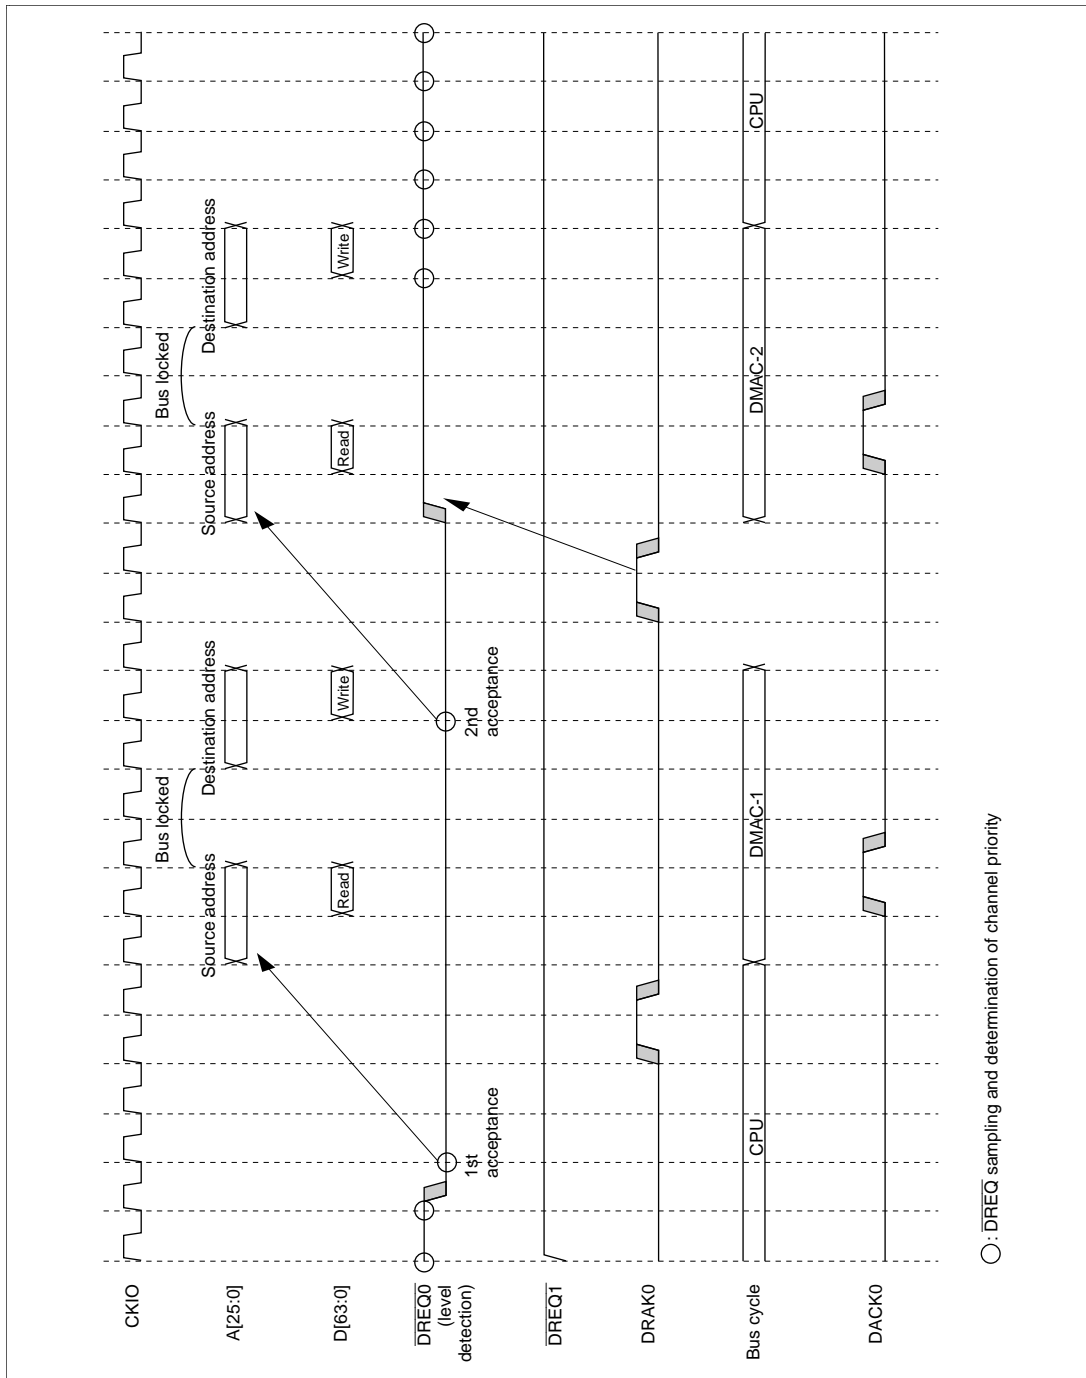 CKIO
Bus locked
Bus locked
Source address
Destination address
Source address
Destination address
A[25:0]
Read
Write
Read
Write
D[63:0]
DREQ0
(level
detection)
1st
acceptance
2nd
acceptance
DREQ1
DRAK0
CPU
DMAC-1
DMAC-2
CPU
Bus cycle
DACK0
: DREQ sampling and determination of channel priority